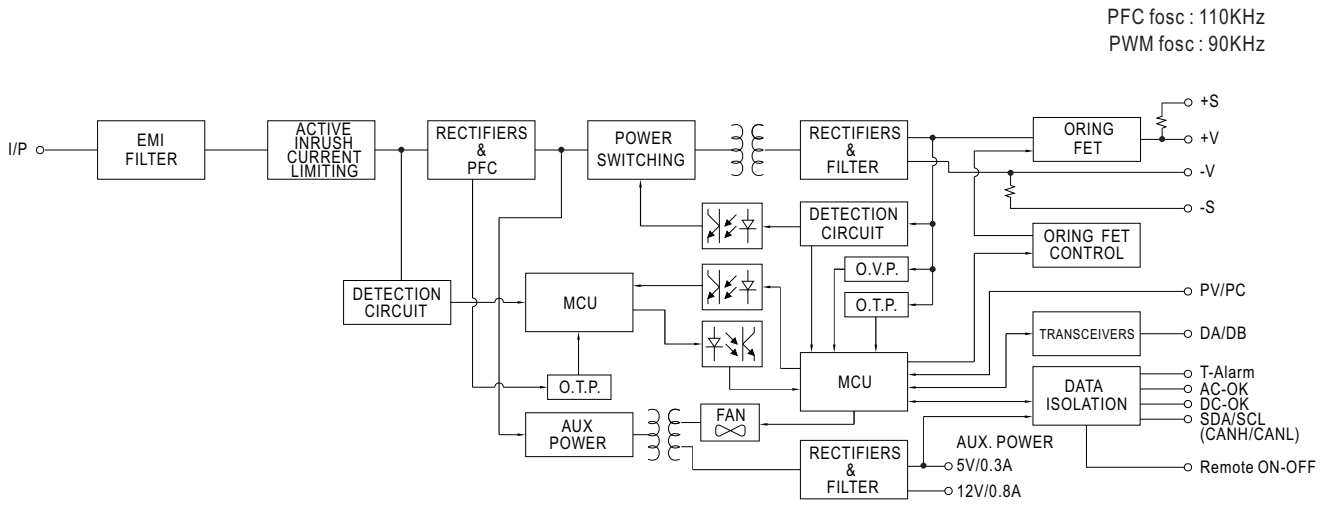 PFC fosc : 110KHz
PWM fosc : 90KHz
I/P
EMI
FILTER
ACTIVE
INRUSH
CURRENT
LIMITING
RECTIFIERS
&
PFC
POWER
SWITCHING
RECTIFIERS
&
FILTER
ORING
FET
+S
+V
-V
-S
DETECTION
CIRCUIT
ORING FET
CONTROL
O.V.P.
O.T.P.
DETECTION
CIRCUIT
MCU
PV/PC
TRANSCEIVERS
DA/DB
O.T.P.
MCU
DATA
ISOLATION
T-Alarm
AC-OK
DC-OK
SDA/SCL
(CANH/CANL)
AUX
POWER
FAN
RECTIFIERS
&
FILTER
AUX. POWER
5V/0.3A
12V/0.8A
Remote ON-OFF